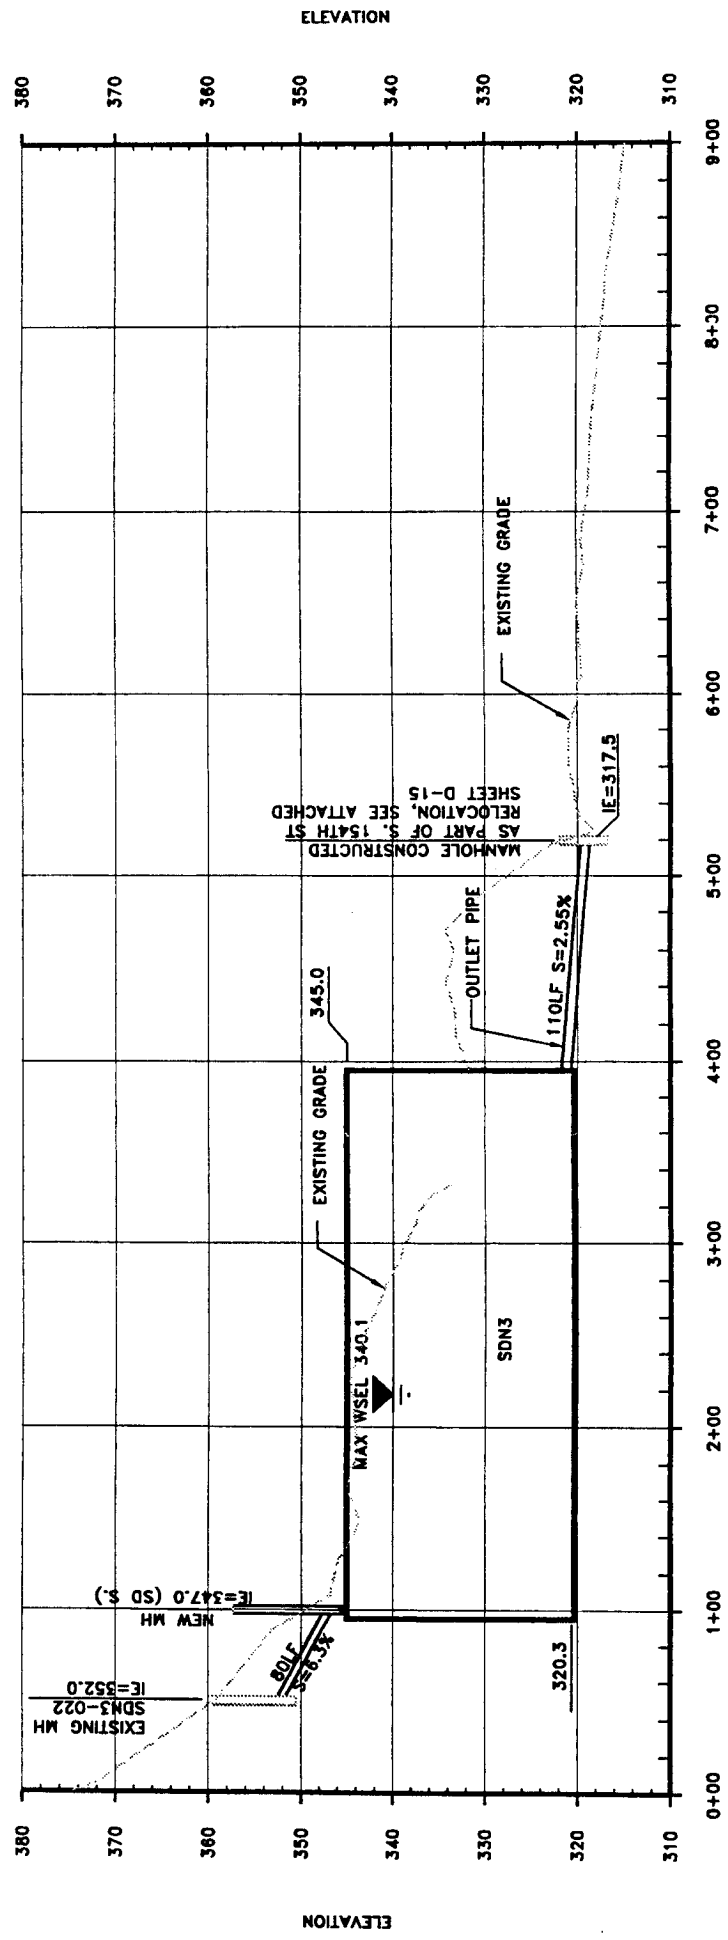 ELEVATION
380
370
360
350
340
330
320
310
EXISTING MH
SDN3-022
IE=352.0
80LF
S=6.3%
NEW MH
IE=347.0 (SD S.)
320.3
MAX WSEL 340.1
SDN3
EXISTING GRADE
345.0
OUTLET PIPE
110LF S=2.55%
MANHOLE CONSTRUCTED
AS PART OF S. 154TH ST
RELOCATION, SEE ATTACHED
SHEET D-15
IE=317.5
EXISTING GRADE
ELEVATION
380
370
360
350
340
330
320
310
0+00
1+00
2+00
3+00
4+00
5+00
6+00
7+00
8+00
9+00